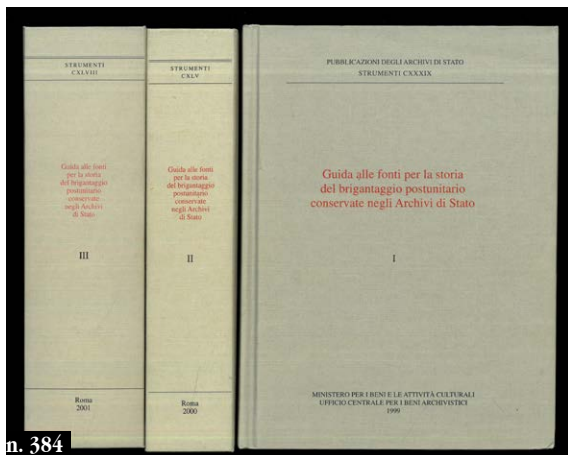 STRUMENTI
CXLVIII
Guida alle fonti
per la storia
del brigantaggio
postunitario
conservate
negli Archivi
di Stato
III
Roma
2001
STRUMENTI
CXLV
Guida alle fonti
per la storia
del brigantaggio
postunitario
conservate
negli Archivi
di Stato
II
Roma
2000
PUBBLICAZIONI DEGLI ARCHIVI DI STATO
STRUMENTI CXXXIX
Guida alle fonti per la storia
del brigantaggio postunitario
conservate negli Archivi di Stato
I
MINISTERO PER I BENI E LE ATTIVITÀ CULTURALI
UFFICIO CENTRALE PER I BENI ARCHIVISTICI
1999
n. 384